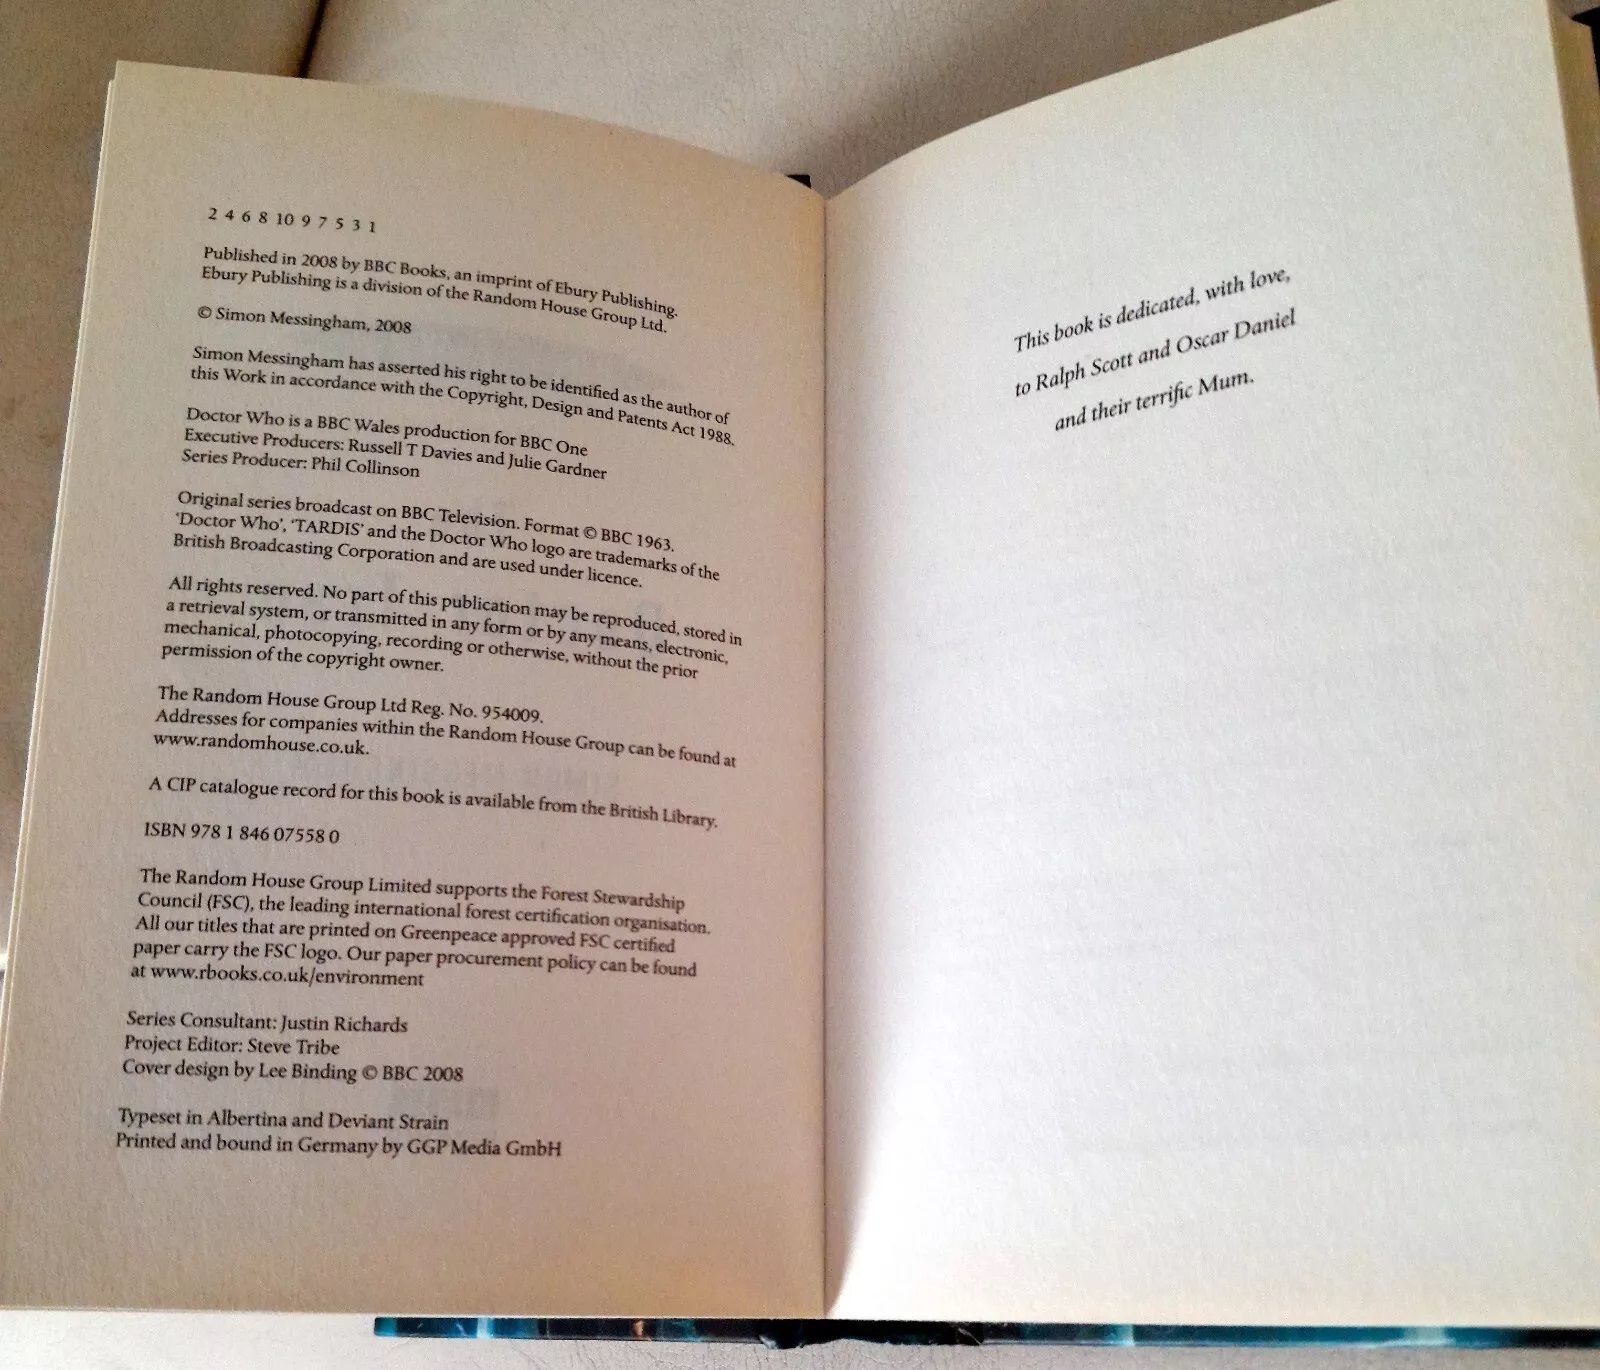 2 4 6 8 10 9 7 5 3 1
Published in 2008 by BBC Books, an imprint of Ebury Publishing.
Ebury Publishing is a division of the Random House Group Ltd.
© Simon Messingham, 2008
Simon Messingham has asserted his right to be identified as the author of
this Work in accordance with the Copyright, Design and Patents Act 1988.
Doctor Who is a BBC Wales production for BBC One
Executive Producers: Russell T Davies and Julie Gardner
Series Producer: Phil Collinson
Original series broadcast on BBC Television. Format © BBC 1963.
'Doctor Who', 'TARDIS' and the Doctor Who logo are trademarks of the
British Broadcasting Corporation and are used under licence.
All rights reserved. No part of this publication may be reproduced, stored in
a retrieval system, or transmitted in any form or by any means, electronic,
mechanical, photocopying, recording or otherwise, without the prior
permission of the copyright owner.
The Random House Group Ltd Reg. No. 954009.
Addresses for companies within the Random House Group can be found at
www.randomhouse.co.uk.
A CIP catalogue record for this book is available from the British Library.
ISBN 978 1 846 07558 0
The Random House Group Limited supports the Forest Stewardship
Council (FSC), the leading international forest certification organisation.
All our titles that are printed on Greenpeace approved FSC certified
paper carry the FSC logo. Our paper procurement policy can be found
at www.rbooks.co.uk/environment
Series Consultant: Justin Richards
Project Editor: Steve Tribe
Cover design by Lee Binding © BBC 2008
Typeset in Albertina and Deviant Strain
Printed and bound in Germany by GGP Media GmbH
This book is dedicated, with love,
to Ralph Scott and Oscar Daniel
and their terrific Mum.